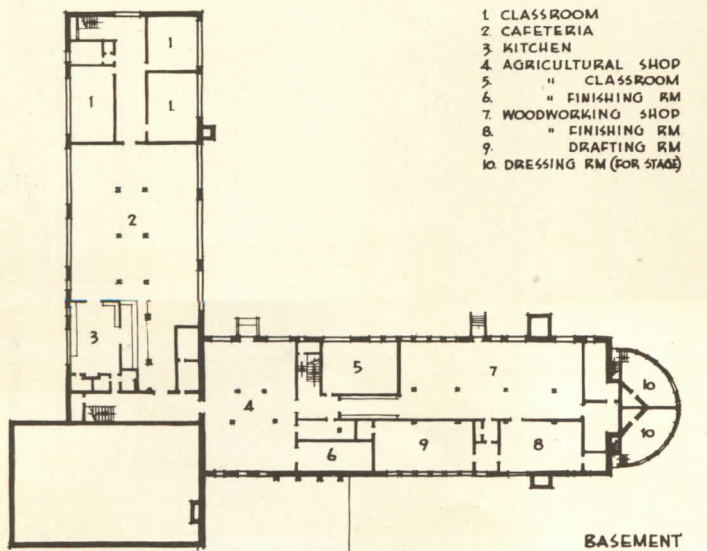 1. CLASSROOM
2. CAFETERIA
3. KITCHEN
4. AGRICULTURAL SHOP
5. " CLASSROOM
6. " FINISHING RM
7. WOODWORKING SHOP
8. " FINISHING RM
9. DRAFTING RM
10. DRESSING RM (FOR STAGE)
1
1
1.
2
3
4
5
6
7
8
9
10
10
BASEMENT